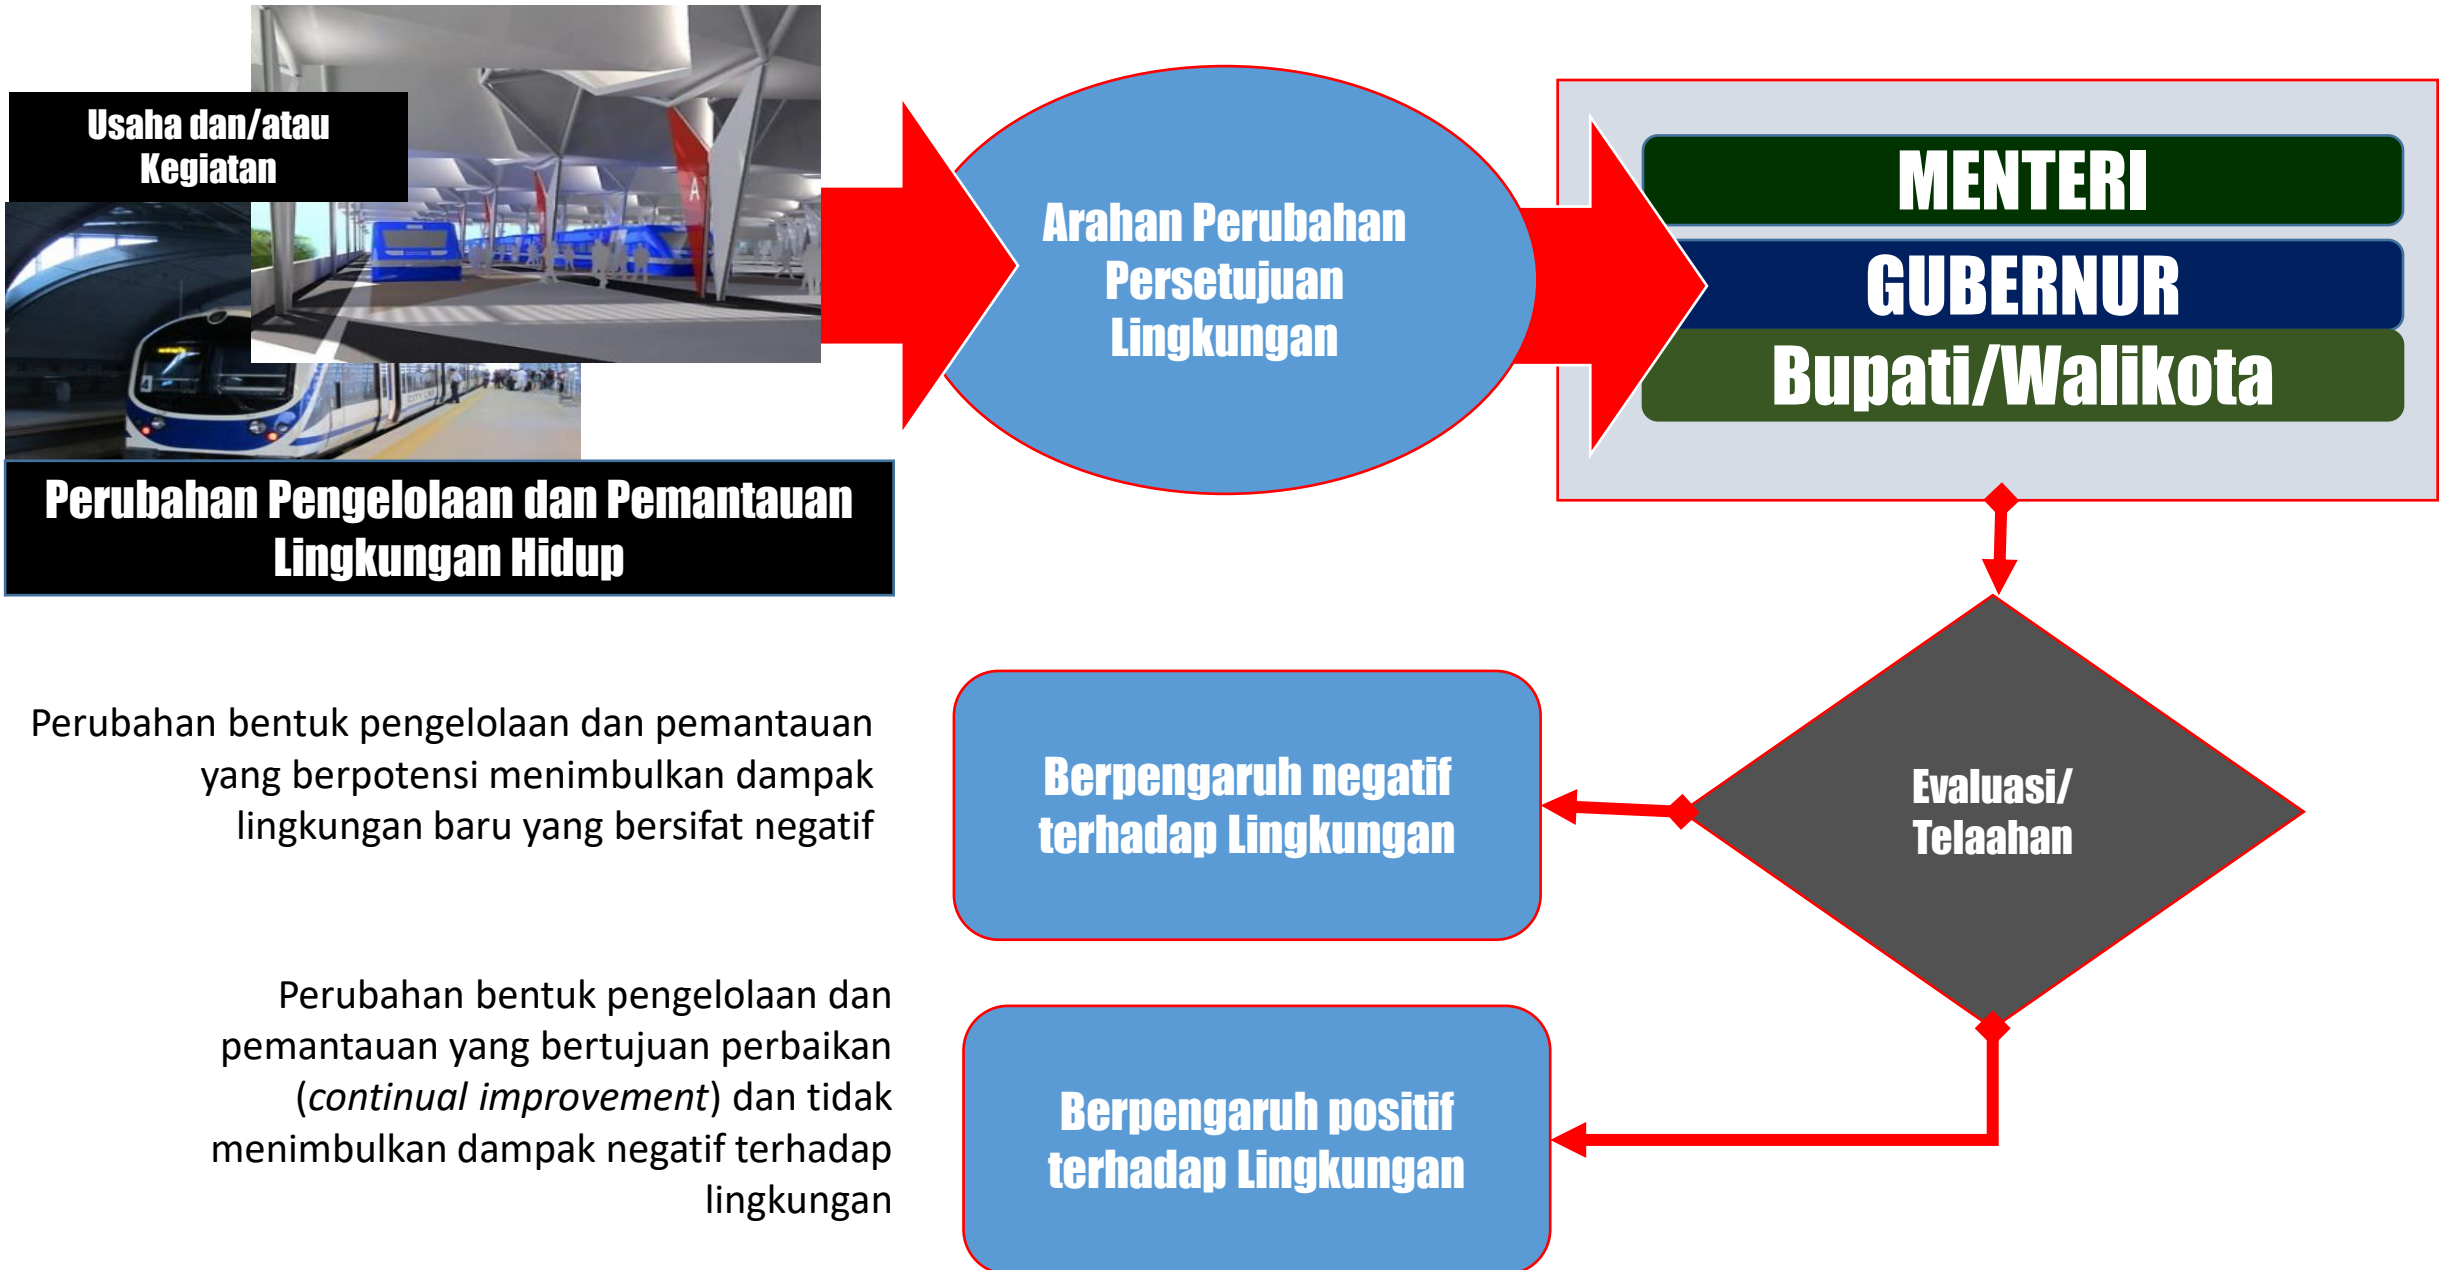 Usaha dan/atau
Kegiatan
A
Perubahan Pengelolaan dan Pemantauan
Lingkungan Hidup
Arahan Perubahan
Persetujuan
Lingkungan
MENTERI
GUBERNUR
Bupati/Walikota
Evaluasi/
Telaahan
Perubahan bentuk pengelolaan dan pemantauan
yang berpotensi menimbulkan dampak
lingkungan baru yang bersifat negatif
Berpengaruh negatif
terhadap Lingkungan
Perubahan bentuk pengelolaan dan
pemantauan yang bertujuan perbaikan
(continual improvement) dan tidak
menimbulkan dampak negatif terhadap
lingkungan
Berpengaruh positif
terhadap Lingkungan